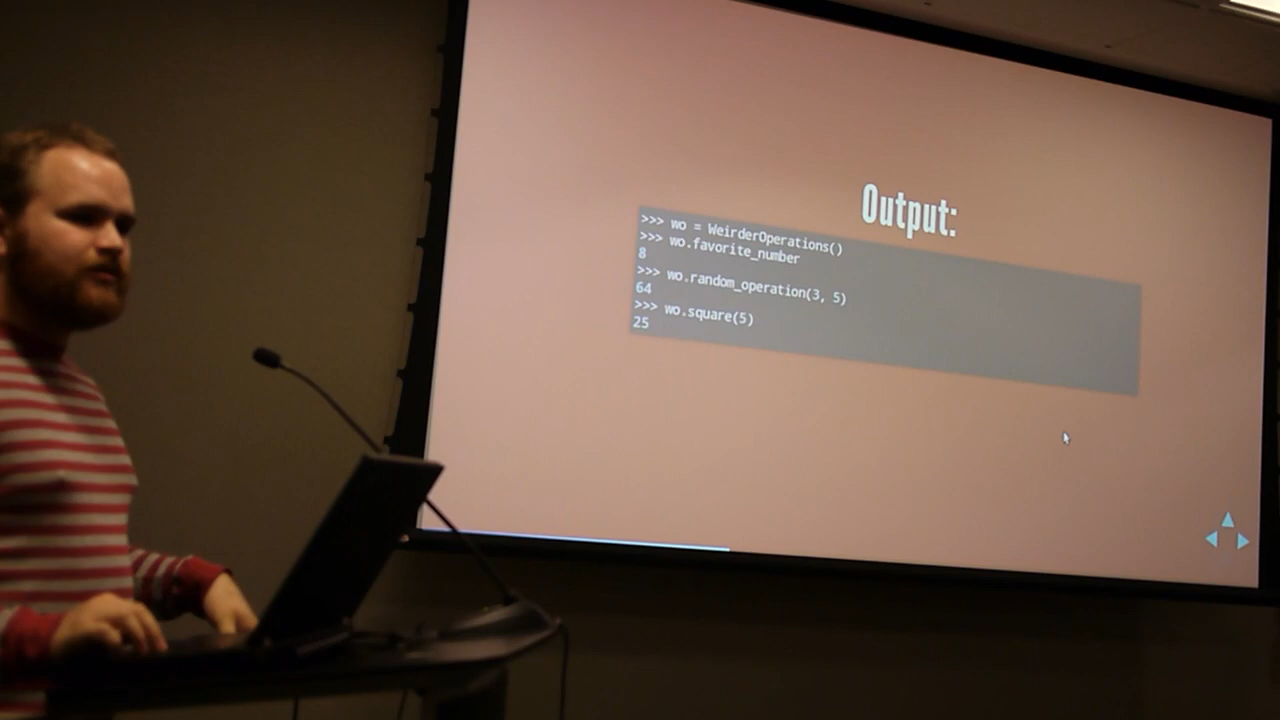 Output:
>>> wo = WeirderOperations()
>>> wo.favorite_number
8
>>> wo.random_operation(3, 5)
64
>>> wo.square(5)
25